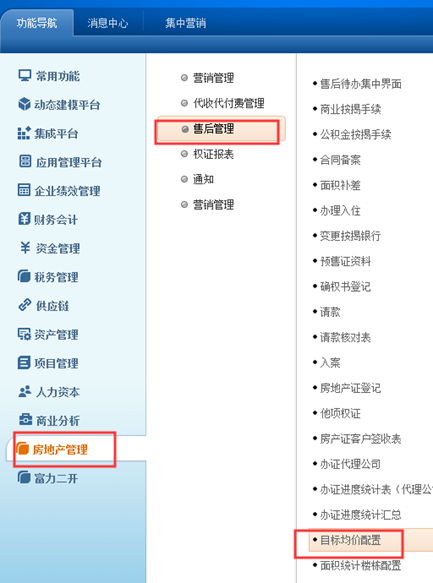 功能导航 消息中心 集中营销
常用功能
动态建模平台
集成平台
应用管理平台
企业绩效管理
财务会计
资金管理
税务管理
供应链
资产管理
项目管理
人力资本
商业分析
房地产管理
富力二开
营销管理
代收代付费管理
售后管理
权证报表
通知
营销管理
售后待办集中界面
商业按揭手续
公积金按揭手续
合同备案
面积补差
办理入住
变更按揭银行
预售证资料
确权书登记
请款
请款核对表
入案
房地产证登记
他项权证
房产证客户签收表
办证代理公司
办证进度统计表（代理公
办证进度统计汇总
目标均价配置
面积统计楼栋配置